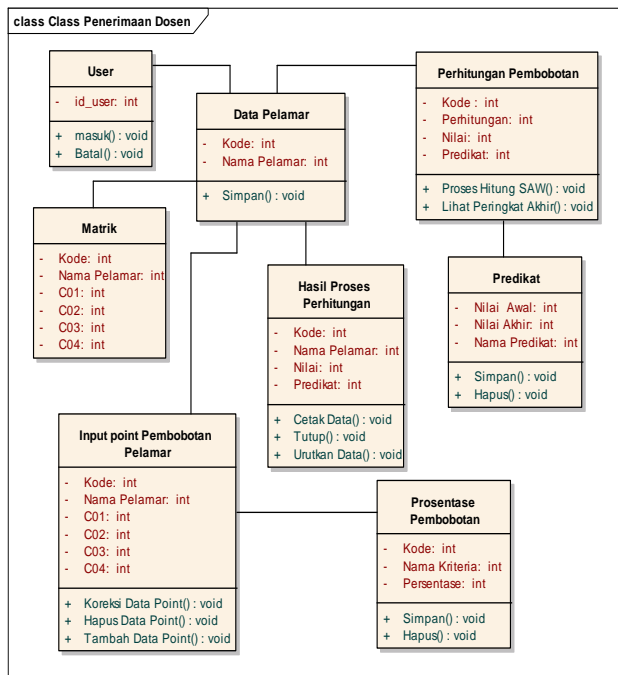 class Class Penerimaan Dosen
User
- id_user: int
+ masuk() : void
+ Batal() : void
Data Pelamar
- Kode: int
- Nama Pelamar: int
+ Simpan() : void
Perhitungan Pembobotan
- Kode : int
- Perhitungan: int
- Nilai: int
- Predikat: int
+ Proses Hitung SAW() : void
+ Lihat Peringkat Akhir() : void
Matrik
- Kode: int
- Nama Pelamar: int
- C01: int
- C02: int
- C03: int
- C04: int
Hasil Proses
Perhitungan
- Kode: int
- Nama Pelamar: int
- Nilai: int
- Predikat: int
+ Cetak Data() : void
+ Tutup() : void
+ Urutkan Data() : void
Predikat
- Nilai Awal: int
- Nilai Akhir: int
- Nama Predikat: int
+ Simpan() : void
+ Hapus() : void
Input point Pembobotan
Pelamar
- Kode: int
- Nama Pelamar: int
- C01: int
- C02: int
- C03: int
- C04: int
+ Koreksi Data Point() : void
+ Hapus Data Point() : void
+ Tambah Data Point() : void
Prosentase
Pembobotan
- Kode: int
- Nama Kriteria: int
- Persentase: int
+ Simpan() : void
+ Hapus() : void